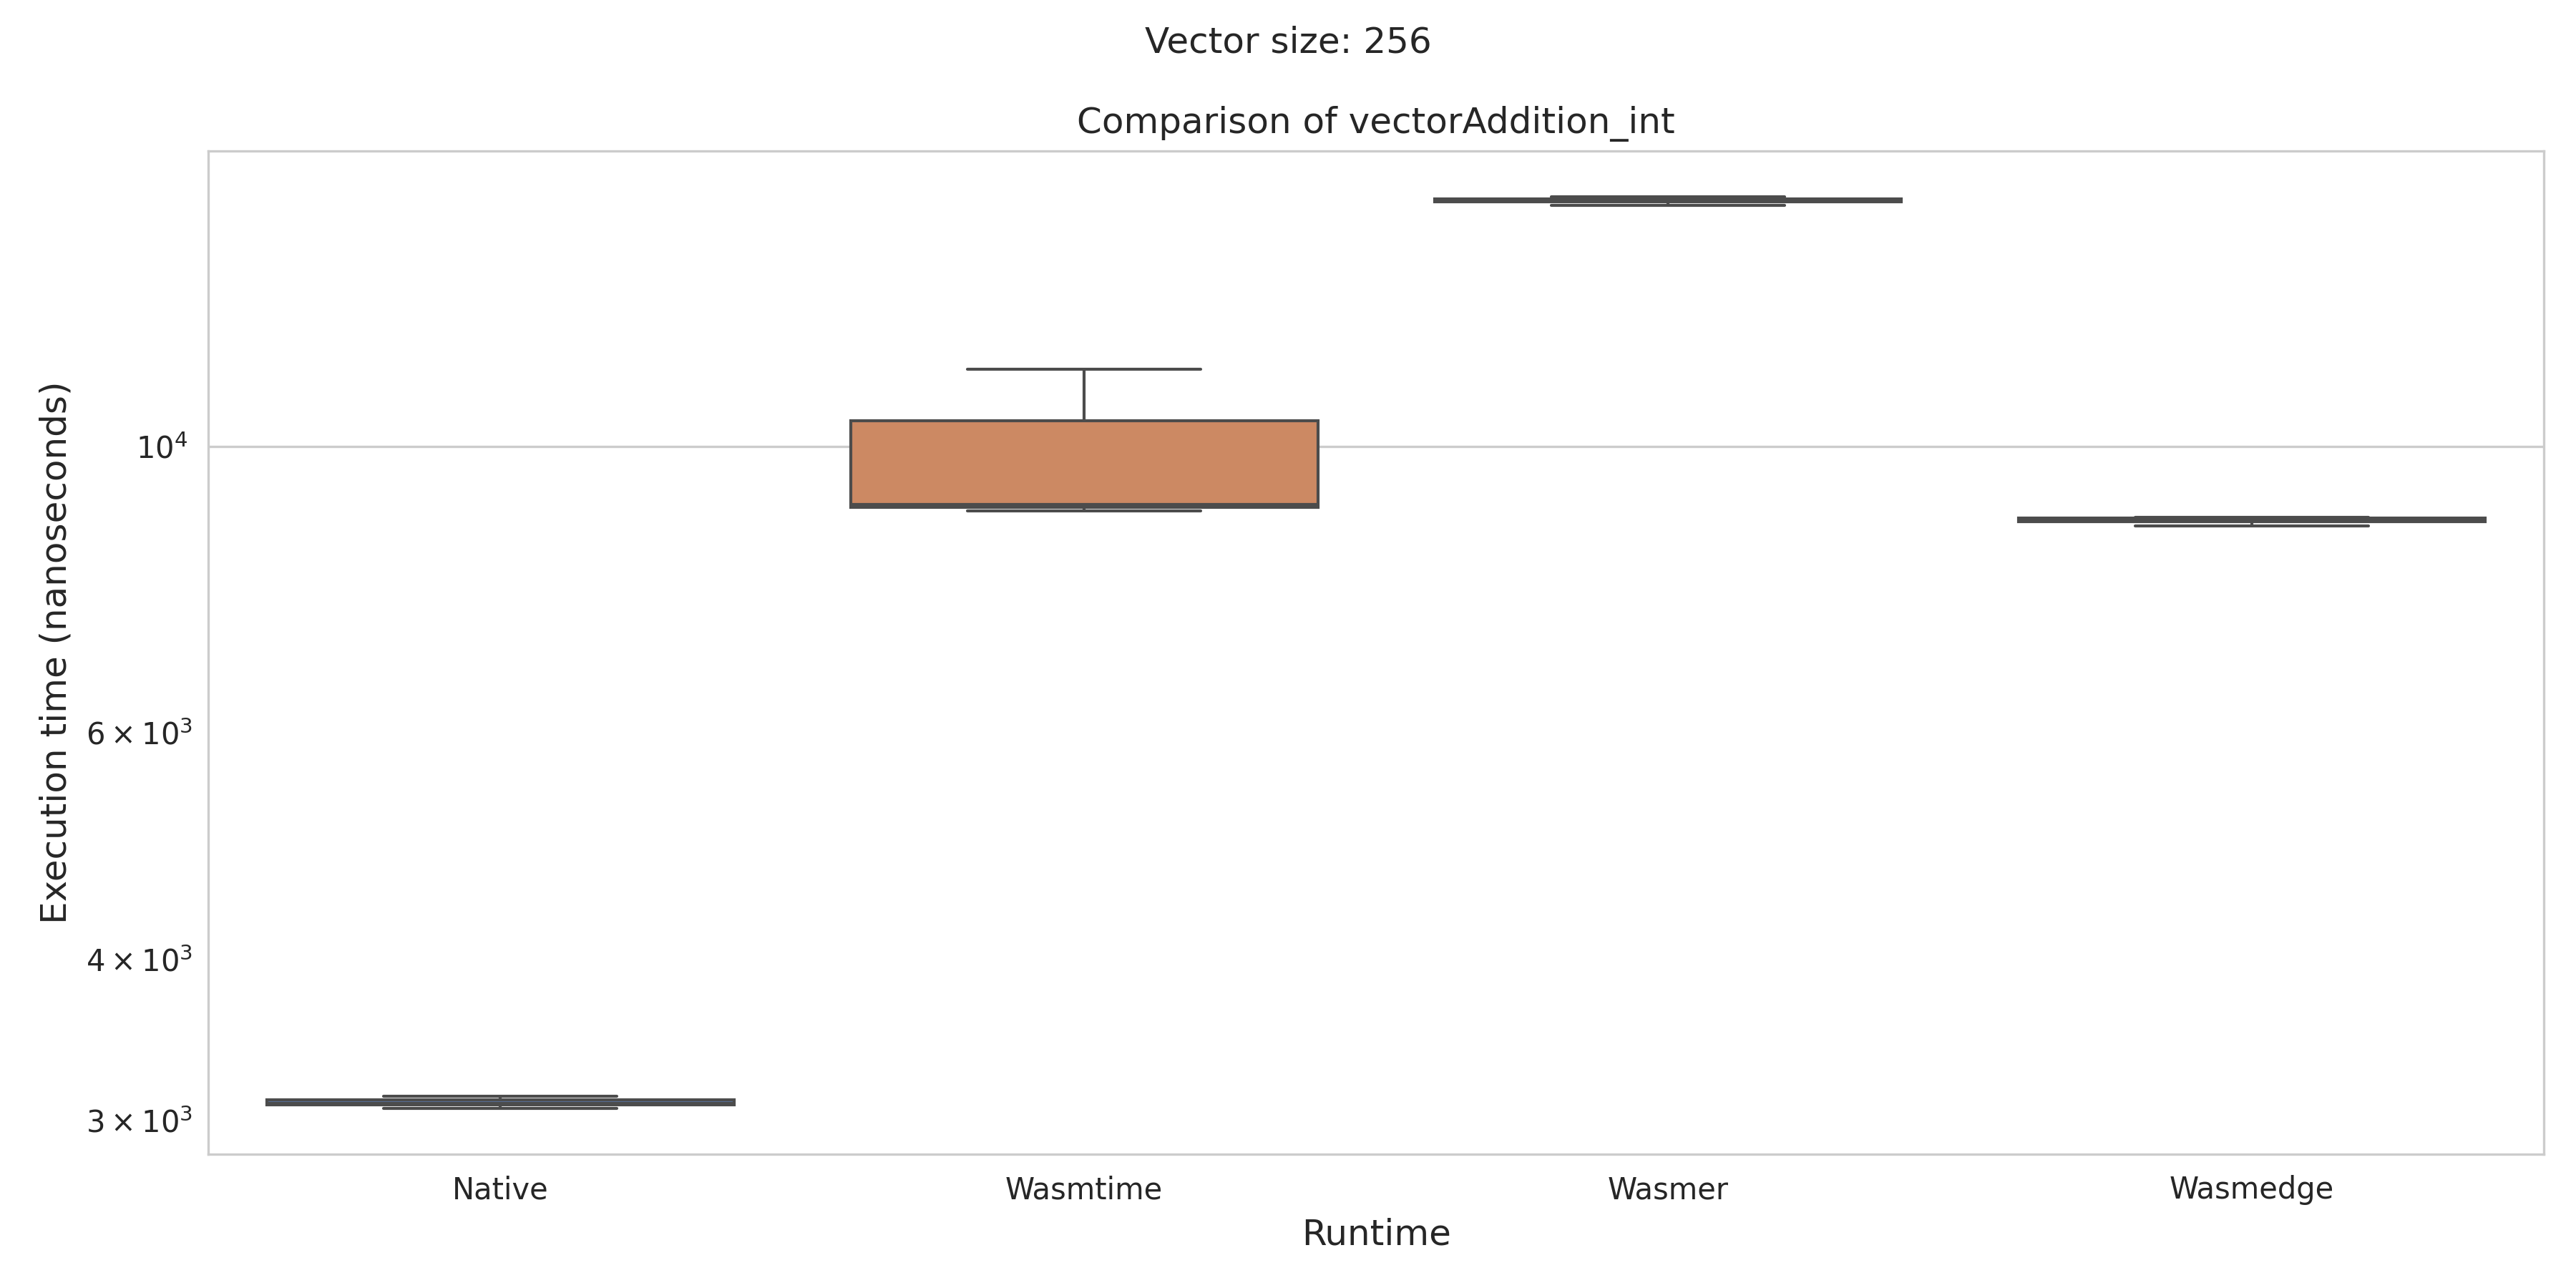 Vector size: 256
Comparison of vectorAddition_int
Execution time (nanoseconds)
10⁴
6 × 10³
4 × 10³
3 × 10³
Native Wasmtime Wasmer Wasmedge
Runtime